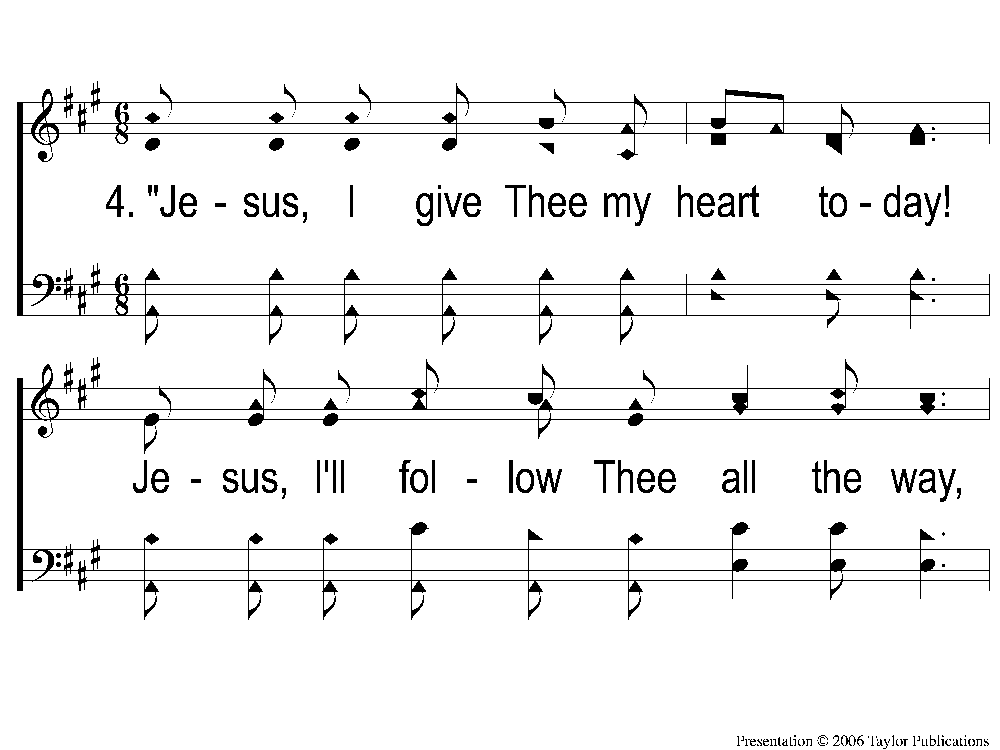 4. "Je - sus, I give Thee my heart to - day!
Je - sus, I'll fol - low Thee all the way,
Presentation © 2006 Taylor Publications